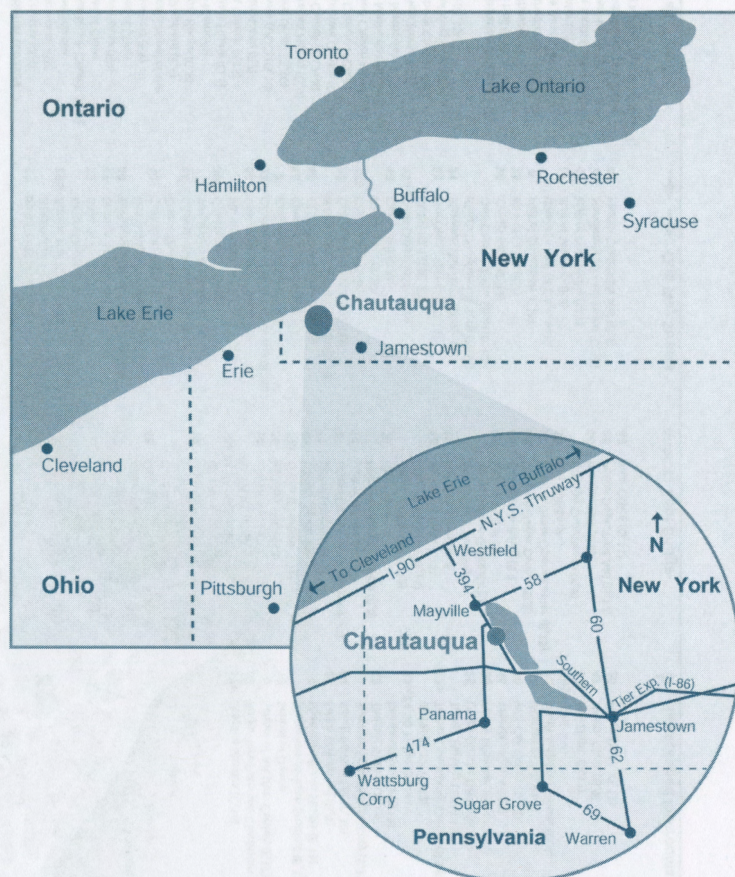 Toronto
Lake Ontario
Ontario
Hamilton
Rochester
Buffalo
Syracuse
New York
Chautauqua
Lake Erie
Jamestown
Erie
Cleveland
Ohio
Pittsburgh
Lake Erie
To Buffalo
N.Y.S. Thruway
To Cleveland
I-90
Westfield
N
New York
394
58
Mayville
60
Chautauqua
Southern
Tier Exp. (I-86)
Panama
Jamestown
474
62
Wattsburg
Corry
Sugar Grove
69
Pennsylvania
Warren